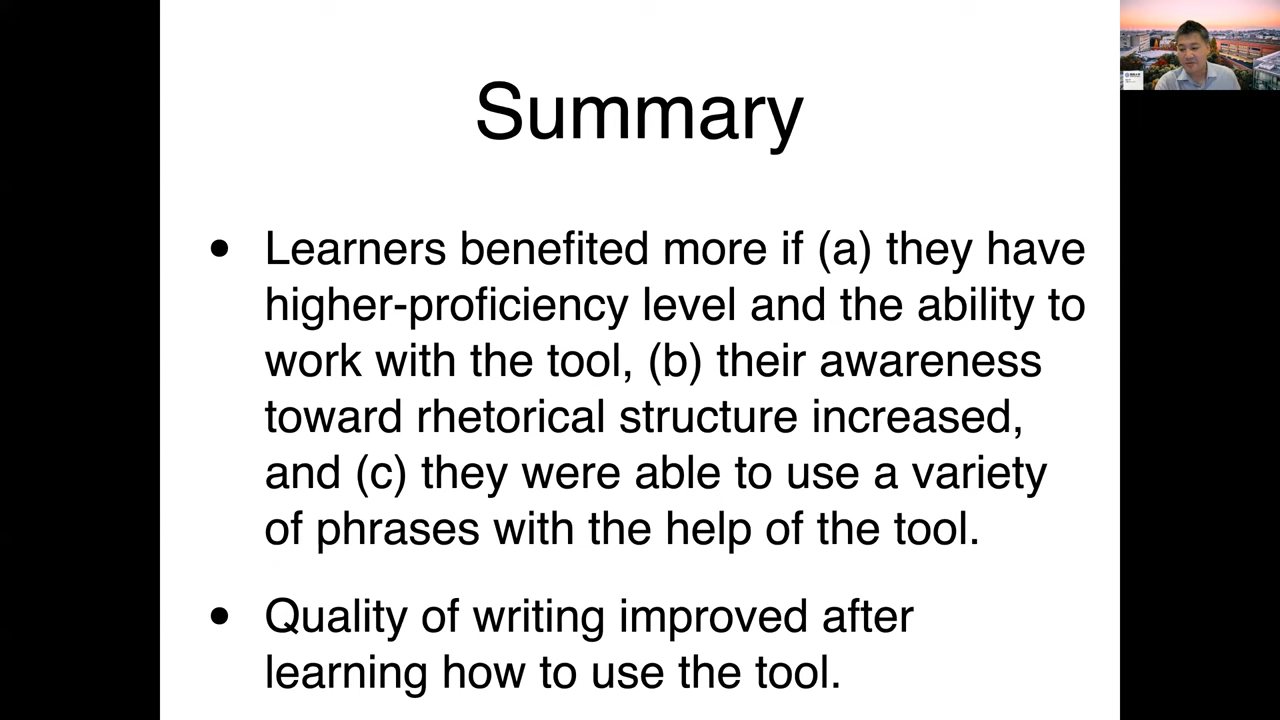 Summary
• Learners benefited more if (a) they have
higher-proficiency level and the ability to
work with the tool, (b) their awareness
toward rhetorical structure increased,
and (c) they were able to use a variety
of phrases with the help of the tool.
• Quality of writing improved after
learning how to use the tool.